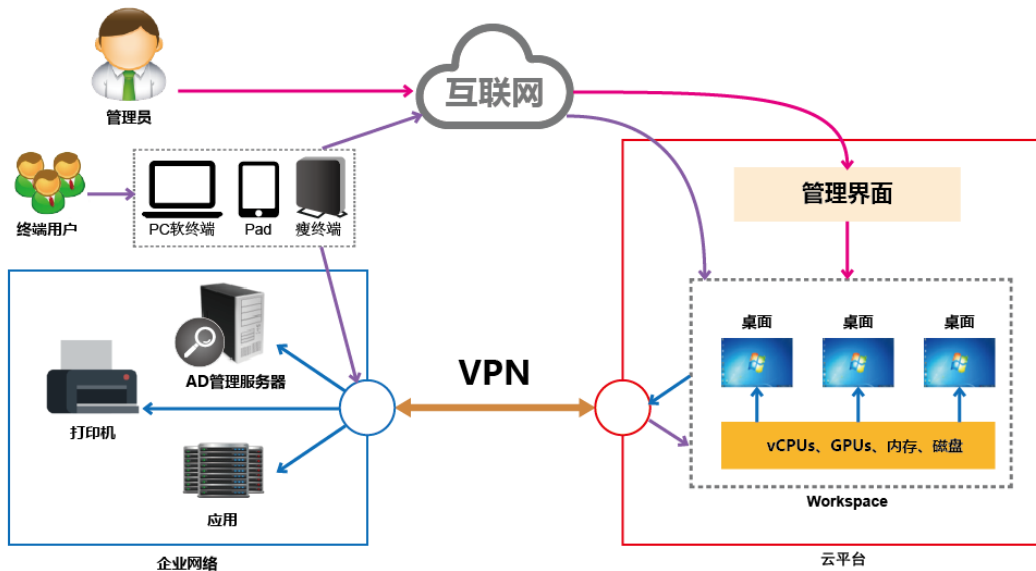 互联网
管理员
管理界面
终端用户
PC软终端
Pad
瘦终端
桌面
桌面
桌面
AD管理服务器
VPN
打印机
vCPUs、GPUs、内存、磁盘
Workspace
应用
企业网络
云平台